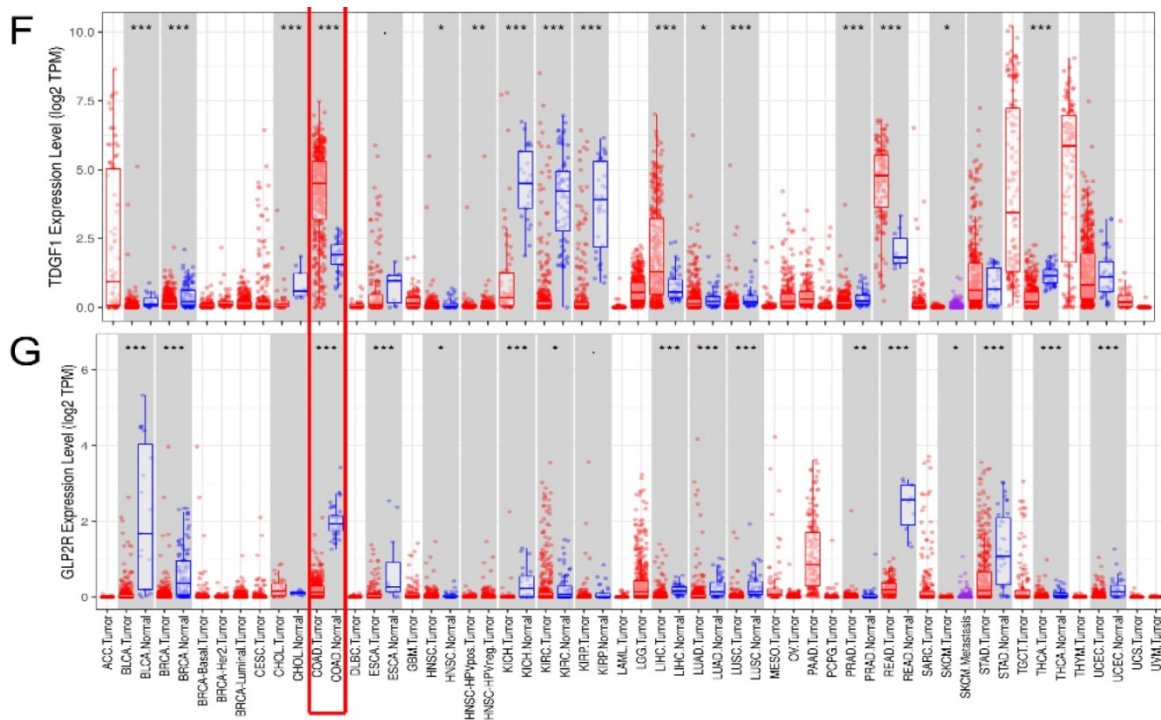 F
*** *** *** *** . * ** *** *** *** *** * *** *** *** * ***
TDGF1 Expression Level (log2 TPM)
10.0
7.5
5.0
2.5
0.0
G
*** *** *** *** * *** * . *** *** *** ** *** * *** *** ***
GLP2R Expression Level (log2 TPM)
6
4
2
0
ACC.Tumor
BLCA.Tumor
BLCA.Normal
BRCA.Tumor
BRCA.Normal
BRCA-Basal.Tumor
BRCA-Her2.Tumor
BRCA-Luminal.Tumor
CESC.Tumor
CHOL.Tumor
CHOL.Normal
COAD.Tumor
COAD.Normal
DLBC.Tumor
ESCA.Tumor
ESCA.Normal
GBM.Tumor
HNSC.Tumor
HNSC.Normal
HNSC-HPVpos.Tumor
HNSC-HPVneg.Tumor
KICH.Tumor
KICH.Normal
KIRC.Tumor
KIRC.Normal
KIRP.Tumor
KIRP.Normal
LAML.Tumor
LGG.Tumor
LIHC.Tumor
LIHC.Normal
LUAD.Tumor
LUAD.Normal
LUSC.Tumor
LUSC.Normal
MESO.Tumor
OV.Tumor
PAAD.Tumor
PCPG.Tumor
PRAD.Tumor
PRAD.Normal
READ.Tumor
READ.Normal
SARC.Tumor
SKCM.Tumor
SKCM.Metastasis
STAD.Tumor
STAD.Normal
TGCT.Tumor
THCA.Tumor
THCA.Normal
THYM.Tumor
UCEC.Tumor
UCEC.Normal
UCS.Tumor
UVM.Tumor